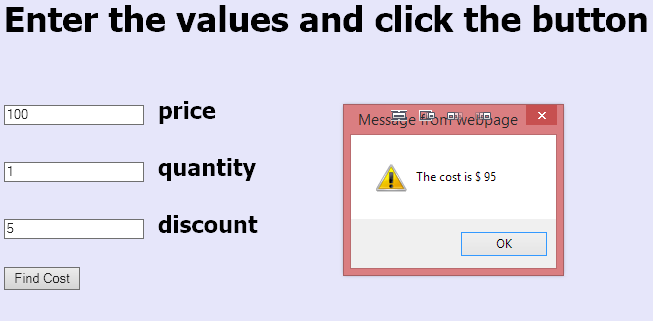 Enter the values and click the button
100 price
1 quantity
5 discount
Find Cost
Message from webpage
The cost is $ 95
OK